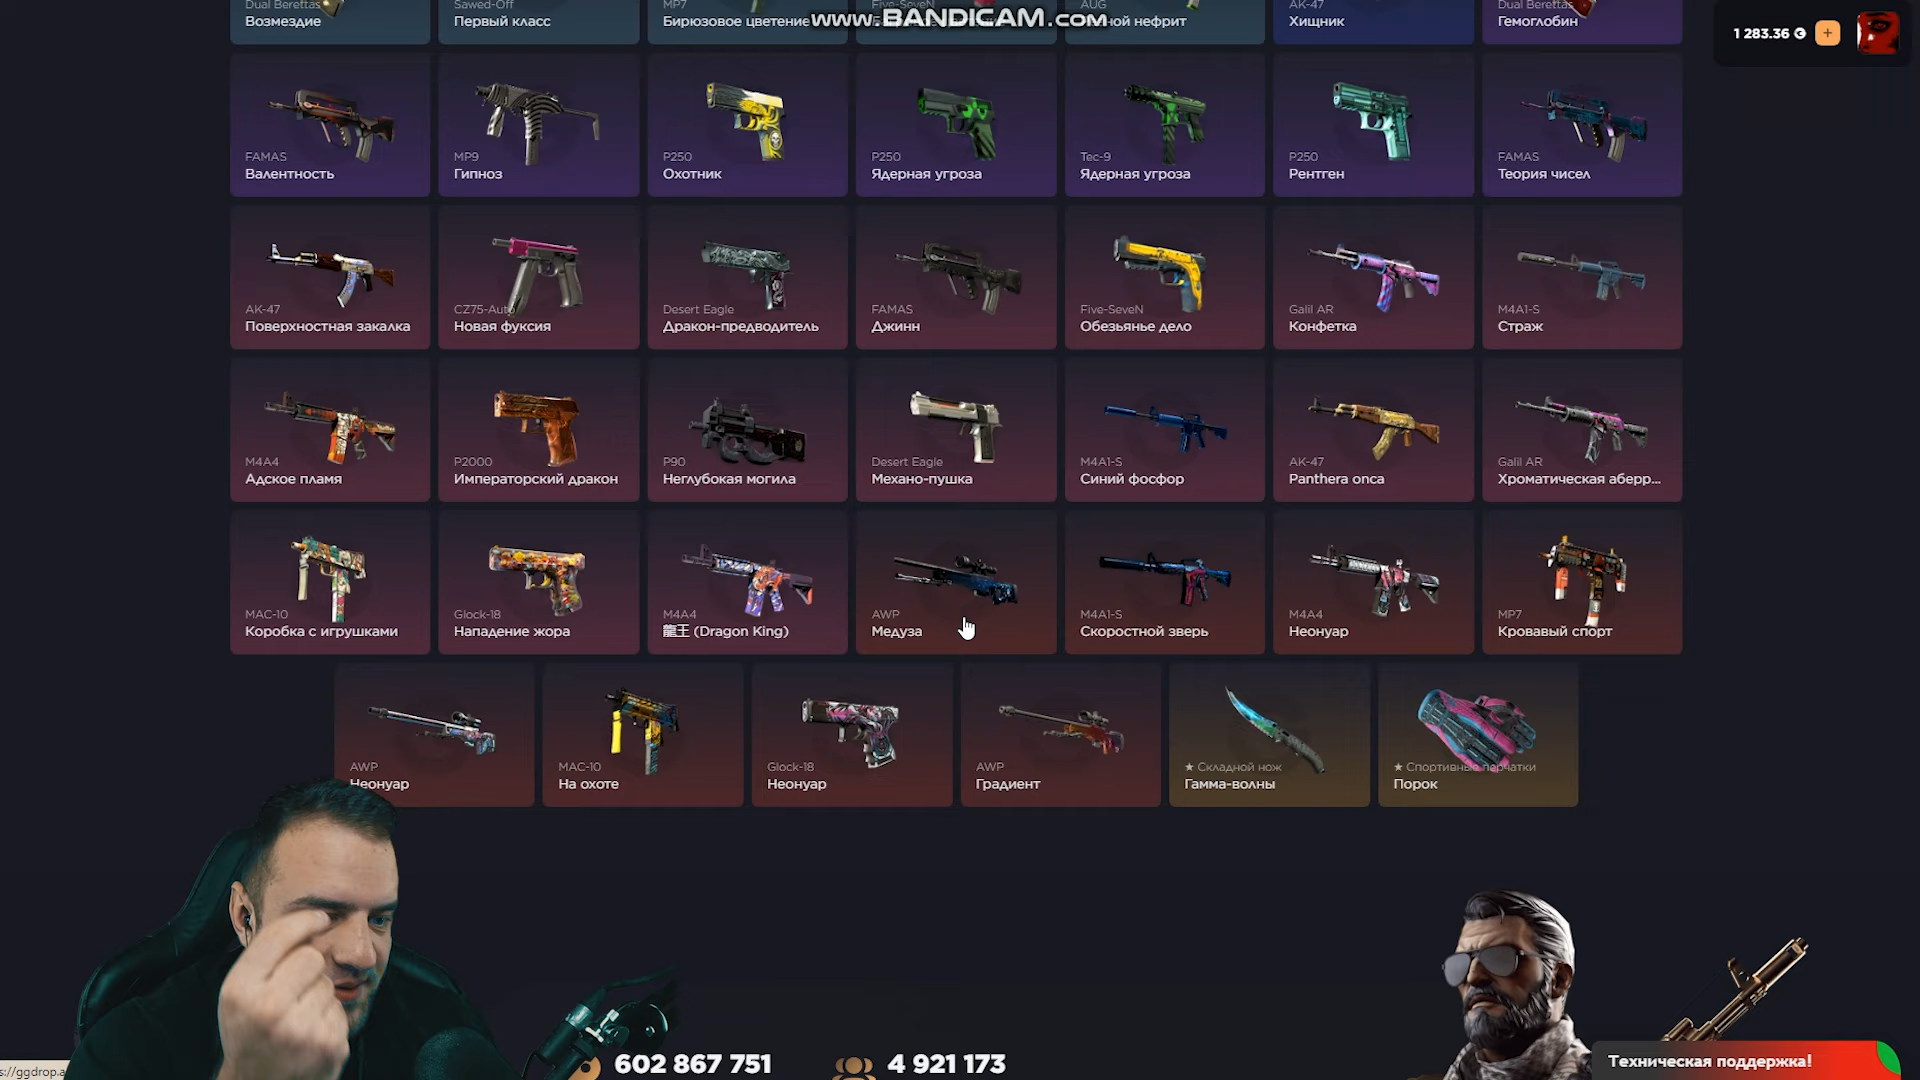 www.BANDICAM.com
1 283.36
Dual Berettas
Возмездие
Sawed-Off
Первый класс
MP7
Бирюзовое цветение
Five-SeveN
AUG
нефрит
AK-47
Хищник
Dual Berettas
Гемоглобин
FAMAS
Валентность
MP9
Гипноз
P250
Охотник
P250
Ядерная угроза
Tec-9
Ядерная угроза
P250
Рентген
FAMAS
Теория чисел
AK-47
Поверхностная закалка
CZ75-Auto
Новая фуксия
Desert Eagle
Дракон-предводитель
FAMAS
Джинн
Five-SeveN
Обезьянье дело
Galil AR
Конфетка
M4A1-S
Страж
M4A4
Адское пламя
P2000
Императорский дракон
P90
Неглубокая могила
Desert Eagle
Механо-пушка
M4A1-S
Синий фосфор
AK-47
Panthera onca
Galil AR
Хроматическая аберр...
MAC-10
Коробка с игрушками
Glock-18
Нападение жора
M4A4
龍王 (Dragon King)
AWP
Медуза
M4A1-S
Скоростной зверь
M4A4
Неонуар
MP7
Кровавый спорт
AWP
Неонуар
MAC-10
На охоте
Glock-18
Неонуар
AWP
Градиент
★ Складной нож
Гамма-волны
★ Спортивные перчатки
Порок
602 867 751
4 921 173
Техническая поддержка!
s://ggdrop.a